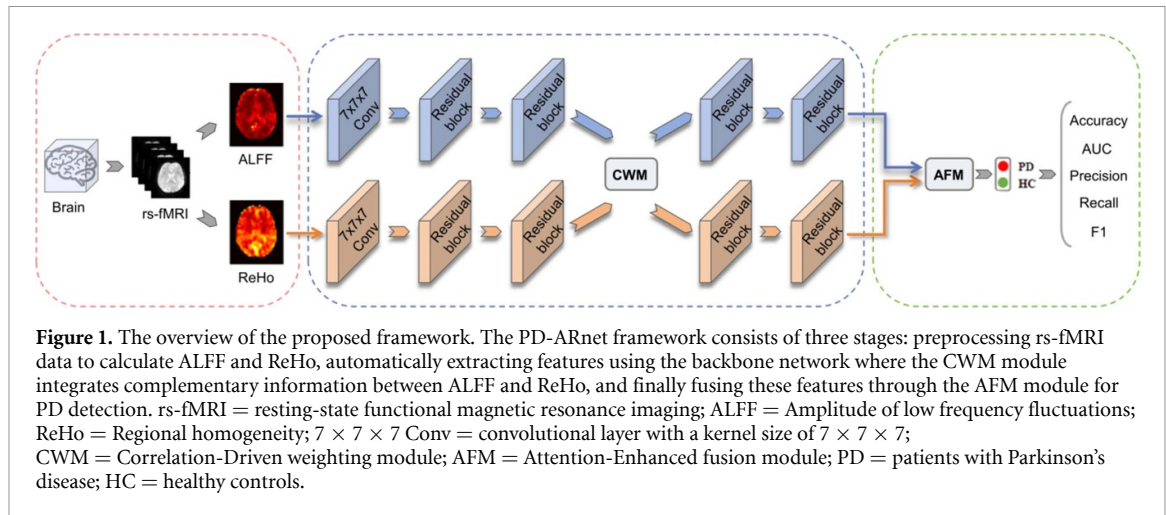 7x7x7
Conv
Residual
block
Residual
block
Residual
block
Residual
block
ALFF
Brain
rs-fMRI
CWM
AFM
PD
HC
Accuracy
AUC
Precision
Recall
F1
7x7x7
Conv
Residual
block
Residual
block
Residual
block
Residual
block
ReHo
Figure 1. The overview of the proposed framework. The PD-ARnet framework consists of three stages: preprocessing rs-fMRI
data to calculate ALFF and ReHo, automatically extracting features using the backbone network where the CWM module
integrates complementary information between ALFF and ReHo, and finally fusing these features through the AFM module for
PD detection. rs-fMRI = resting-state functional magnetic resonance imaging; ALFF = Amplitude of low frequency fluctuations;
ReHo = Regional homogeneity; 7 × 7 × 7 Conv = convolutional layer with a kernel size of 7 × 7 × 7;
CWM = Correlation-Driven weighting module; AFM = Attention-Enhanced fusion module; PD = patients with Parkinson’s
disease; HC = healthy controls.